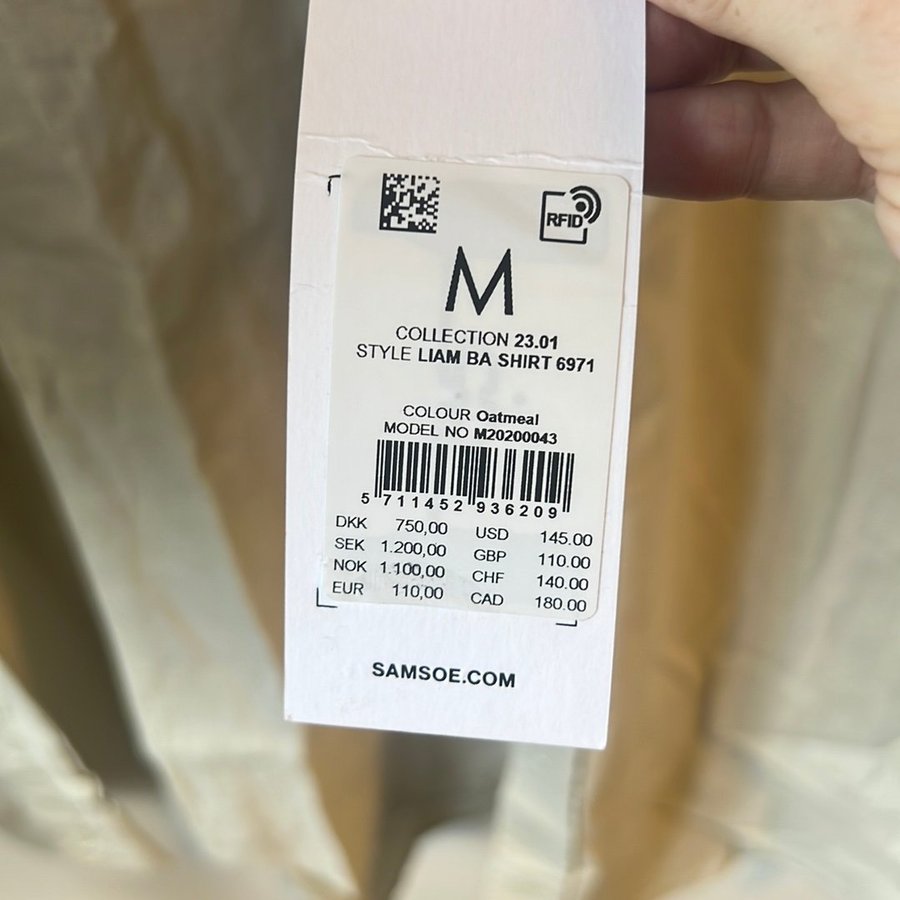 RFID
M
COLLECTION 23.01
STYLE LIAM BA SHIRT 6971
COLOUR Oatmeal
MODEL NO M20200043
5 711452 936209
DKK 750,00 USD 145.00
SEK 1.200,00 GBP 110.00
NOK 1.100,00 CHF 140.00
EUR 110,00 CAD 180.00
SAMSOE.COM